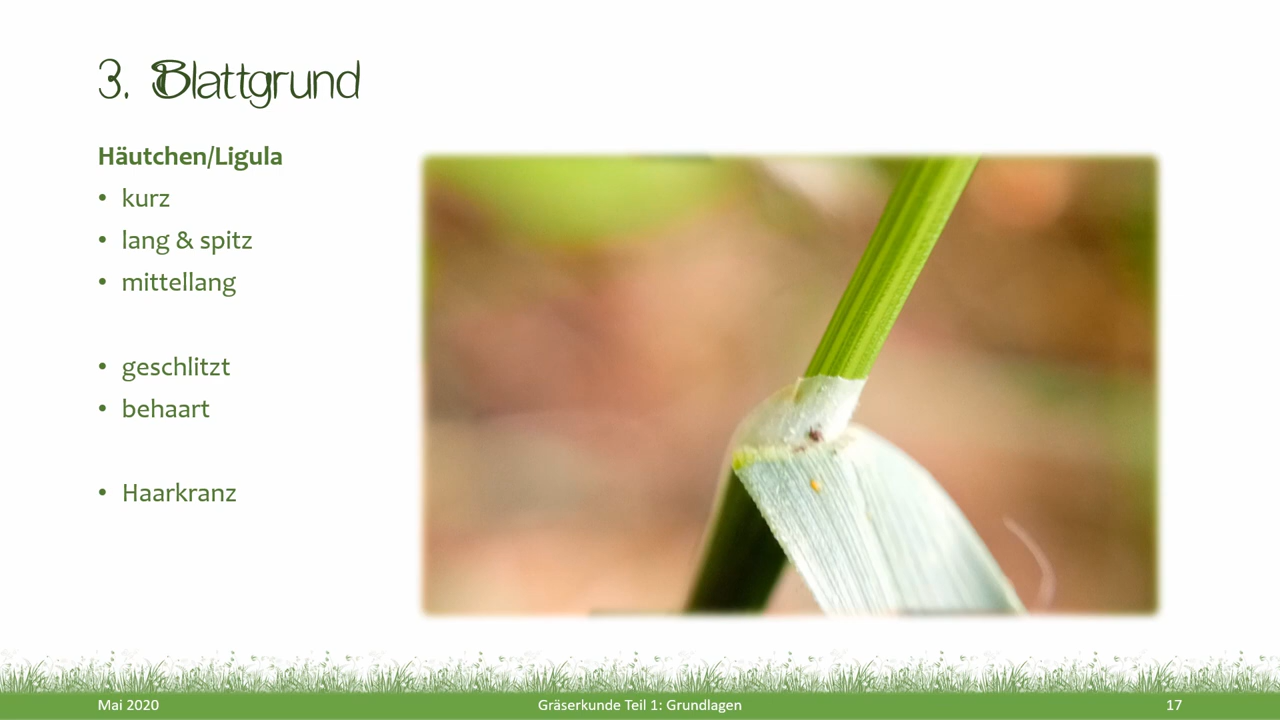 3. Blattgrund
Häutchen/Ligula
• kurz
• lang & spitz
• mittellang
• geschlitzt
• behaart
• Haarkranz
Mai 2020
Gräserkunde Teil 1: Grundlagen
17